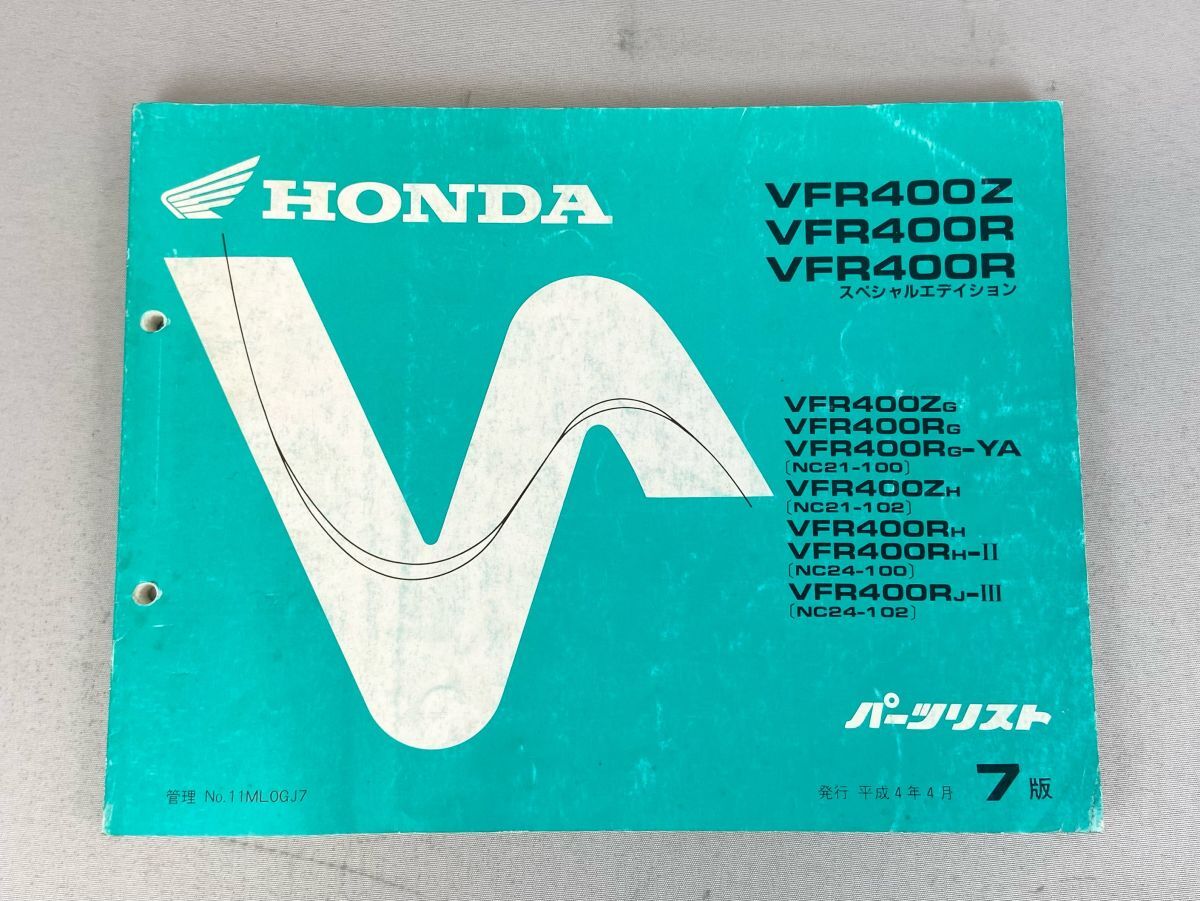 HONDA
VFR400Z
VFR400R
VFR400R
スペシャルエデイション
VFR400ZG
VFR400RG
VFR400RG-YA
〔NC21-100〕
VFR400ZH
〔NC21-102〕
VFR400RH
VFR400RH-II
〔NC24-100〕
VFR400RJ-III
〔NC24-102〕
パーツリスト
管理 No.11ML0GJ7
発行 平成4年4月 7版